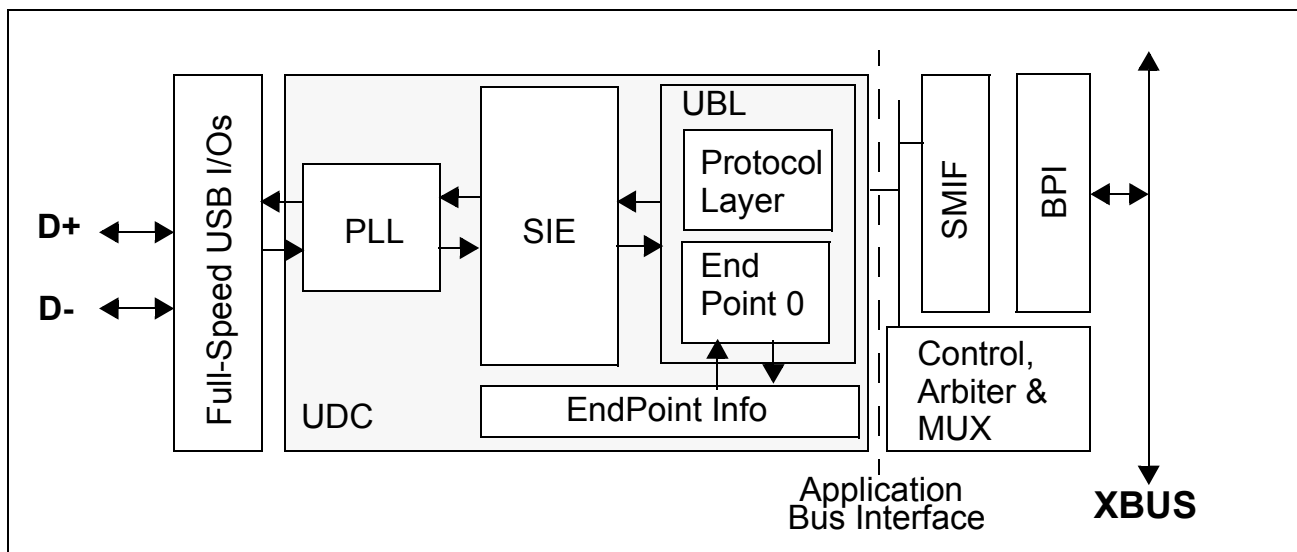 D+
D-
Full-Speed USB I/Os
UDC
PLL
SIE
UBL
Protocol
Layer
End
Point 0
EndPoint Info
Application
Bus Interface
SMIF
BPI
Control,
Arbiter &
MUX
XBUS